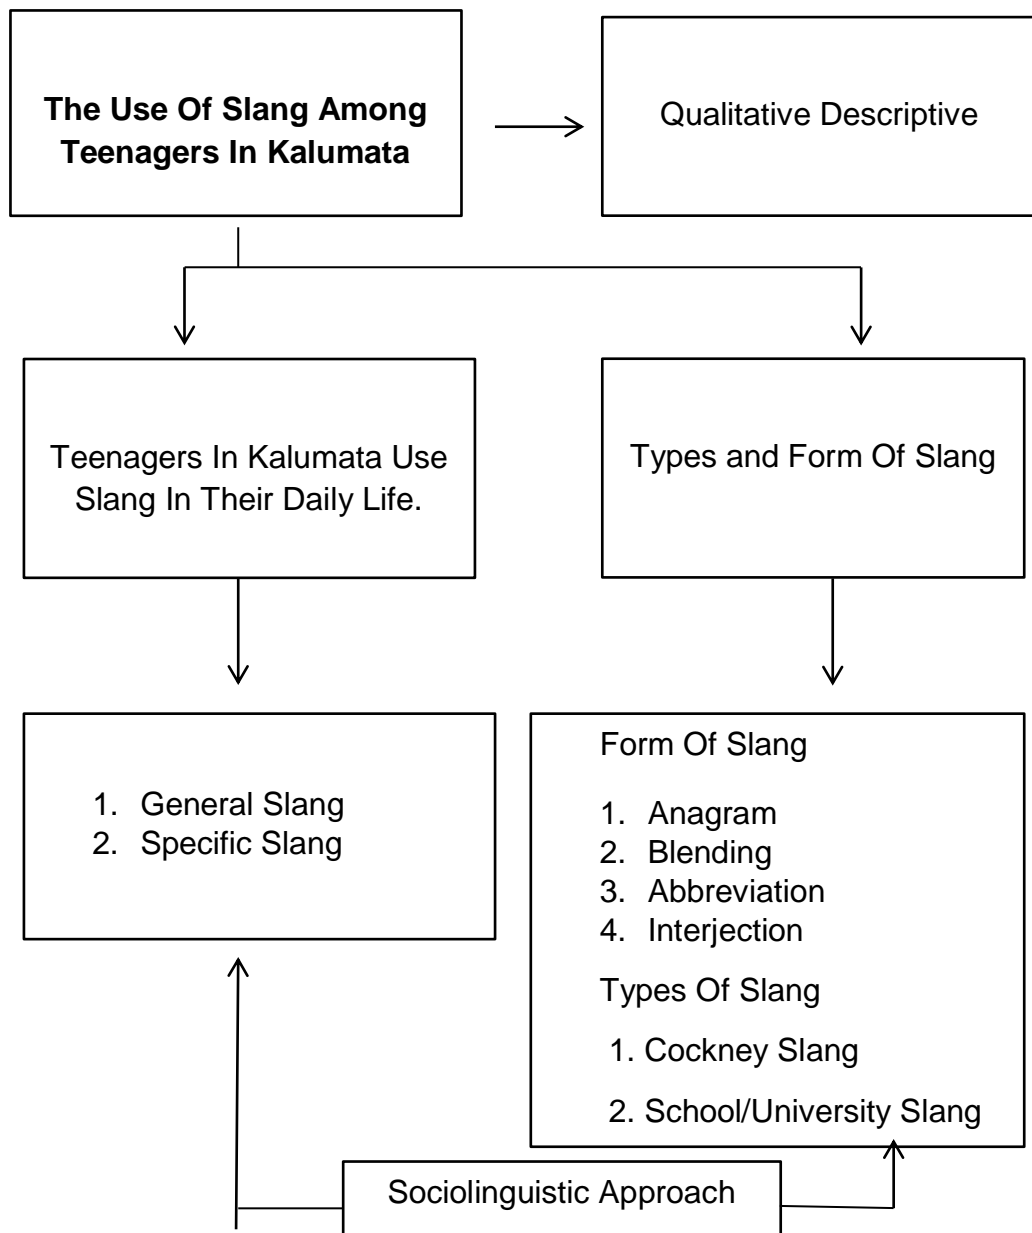 The Use Of Slang Among
Teenagers In Kalumata
Qualitative Descriptive
Teenagers In Kalumata Use
Slang In Their Daily Life.
Types and Form Of Slang
1. General Slang
2. Specific Slang
Form Of Slang
1. Anagram
2. Blending
3. Abbreviation
4. Interjection
Types Of Slang
1. Cockney Slang
2. School/University Slang
Sociolinguistic Approach